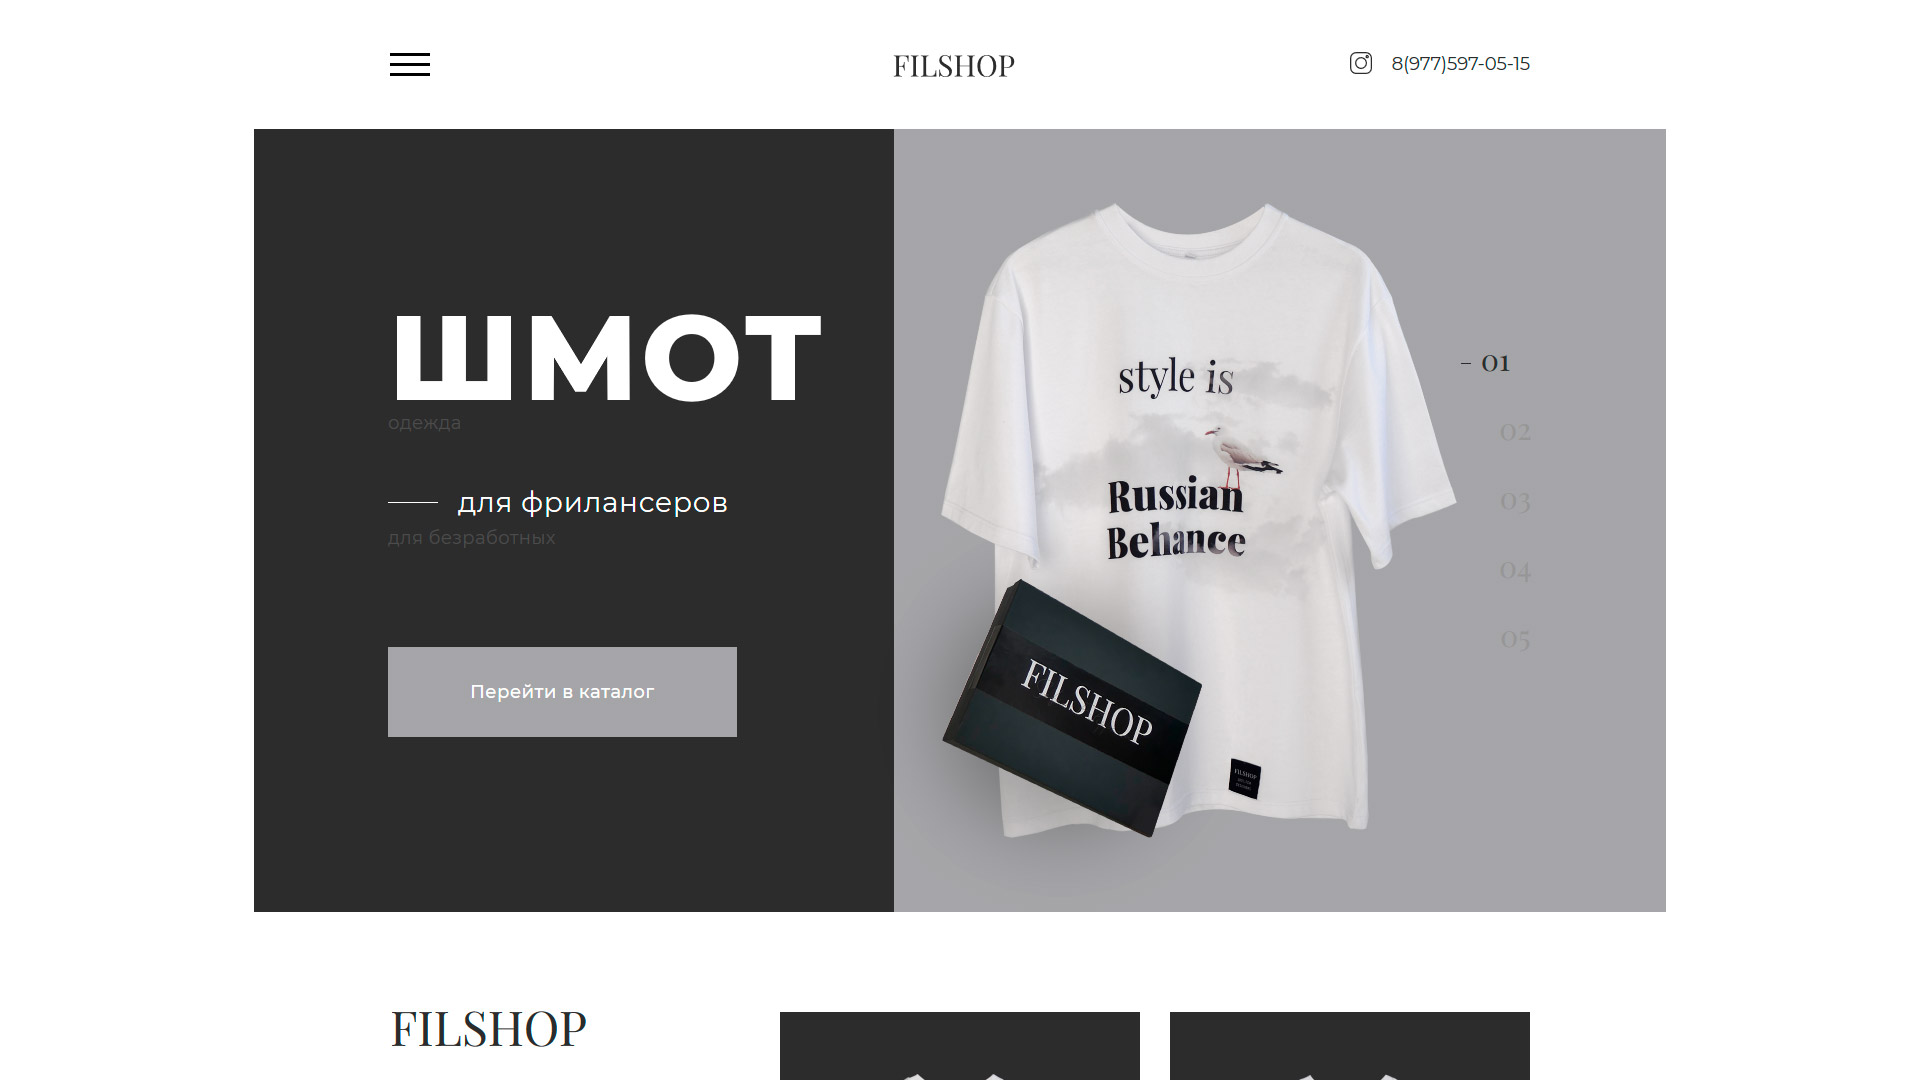 FILSHOP
8(977)597-05-15
ШМОТ
одежда
для фрилансеров
для безработных
Перейти в каталог
style is
Russian
Behance
FILSHOP
FILSHOP
01
02
03
04
05
FILSHOP